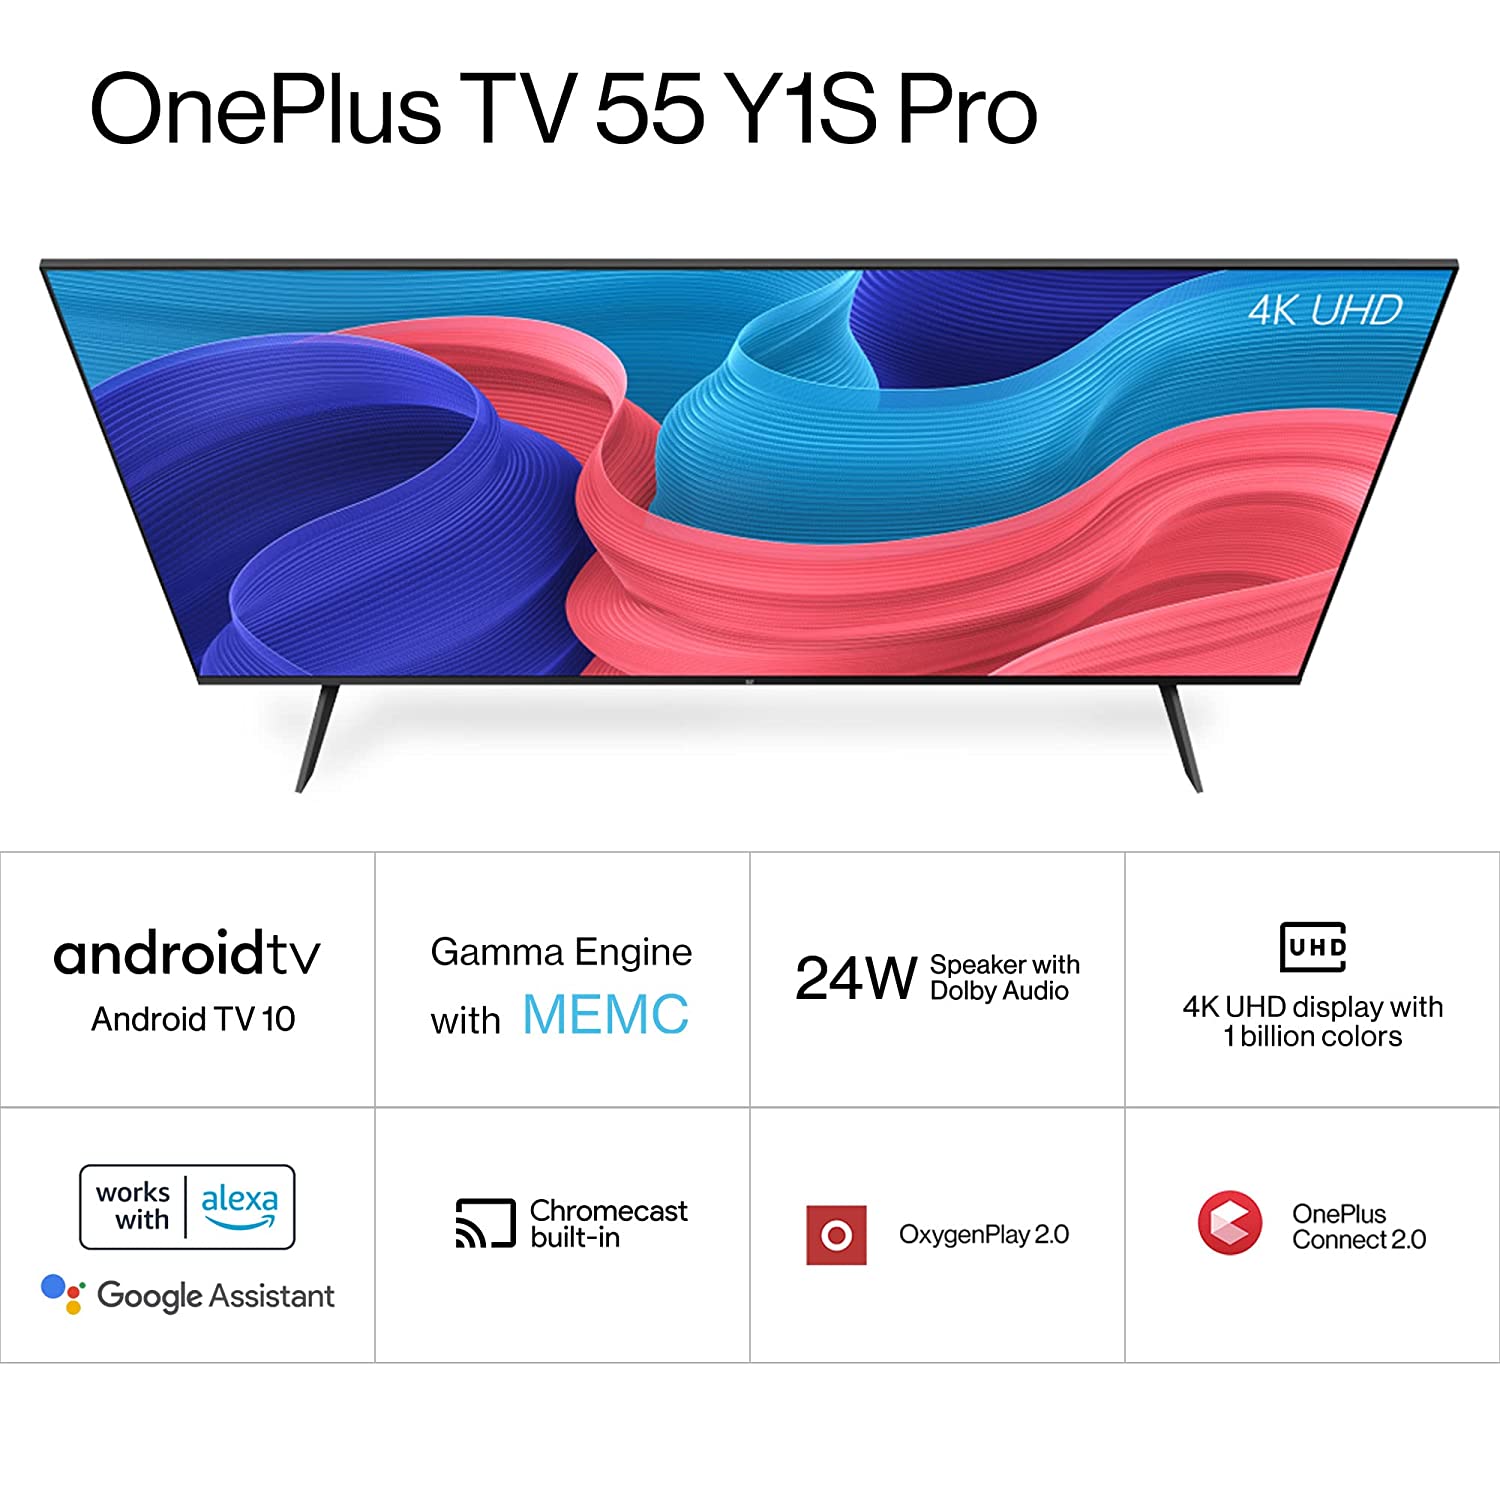 OnePlus TV 55 Y1S Pro
4K UHD
androidtv
Android TV 10
Gamma Engine
with MEMC
24W Speaker with
Dolby Audio
UHD
4K UHD display with
1 billion colors
works
with
alexa
Google Assistant
Chromecast
built-in
OxygenPlay 2.0
OnePlus
Connect 2.0